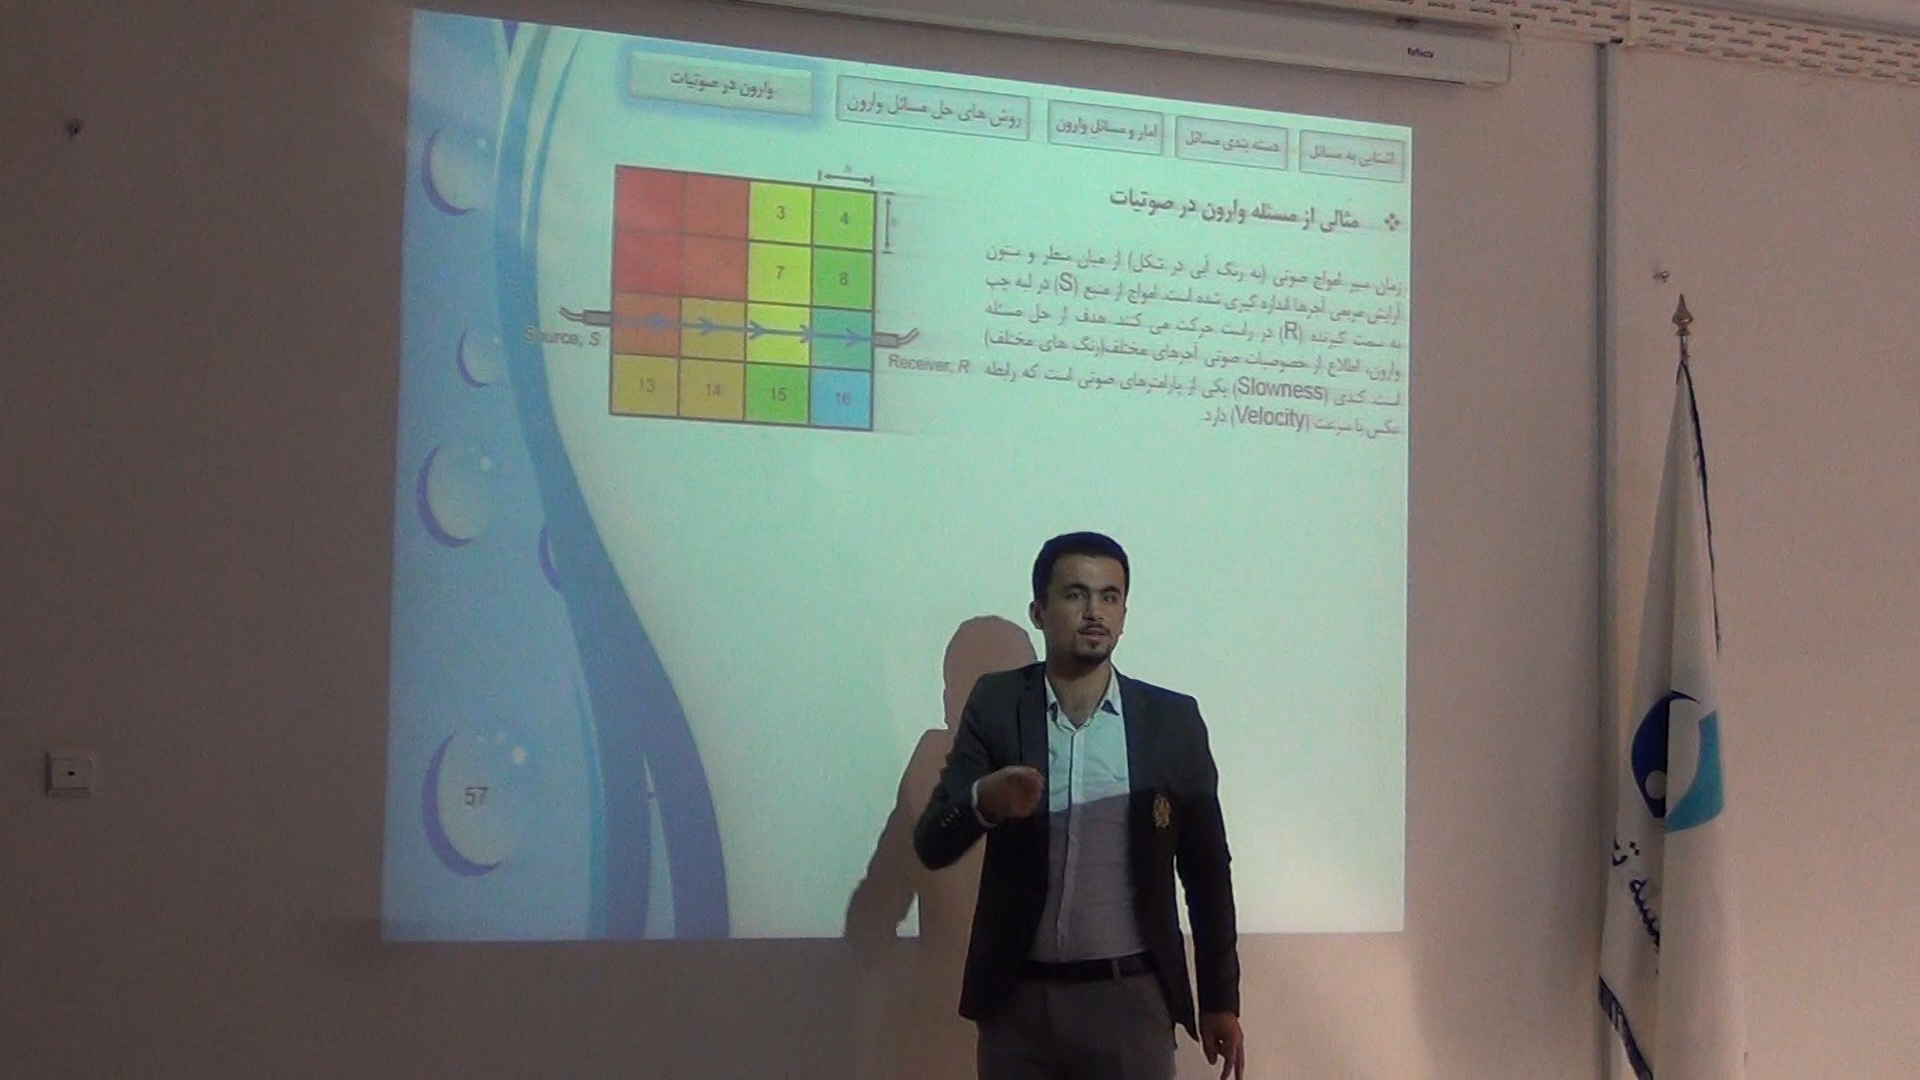 آشنایی به مسائل
دسته بندی مسائل
آمار و مسائل وارون
روش های حل مسائل وارون
وارون در صوتیات
مثالی از مسئله وارون در صوتیات
زمان سیر امواج صوتی (به رنگ آبی در شکل) از میان سطر و ستون
آرایش مربعی آجرها اندازه گیری شده است. امواج از منبع (S) در لبه چپ
به سمت گیرنده (R) در راست حرکت می کنند. هدف از حل مسئله
وارون، اطلاع از خصوصیات صوتی آجرهای مختلف(رنگ های مختلف)
است. کندی (Slowness) یکی از پارامترهای صوتی است که رابطه
عکس با سرعت (Velocity) دارد.
h
3 4
h
7 8
Source, S
Receiver, R
13 14 15 16
57